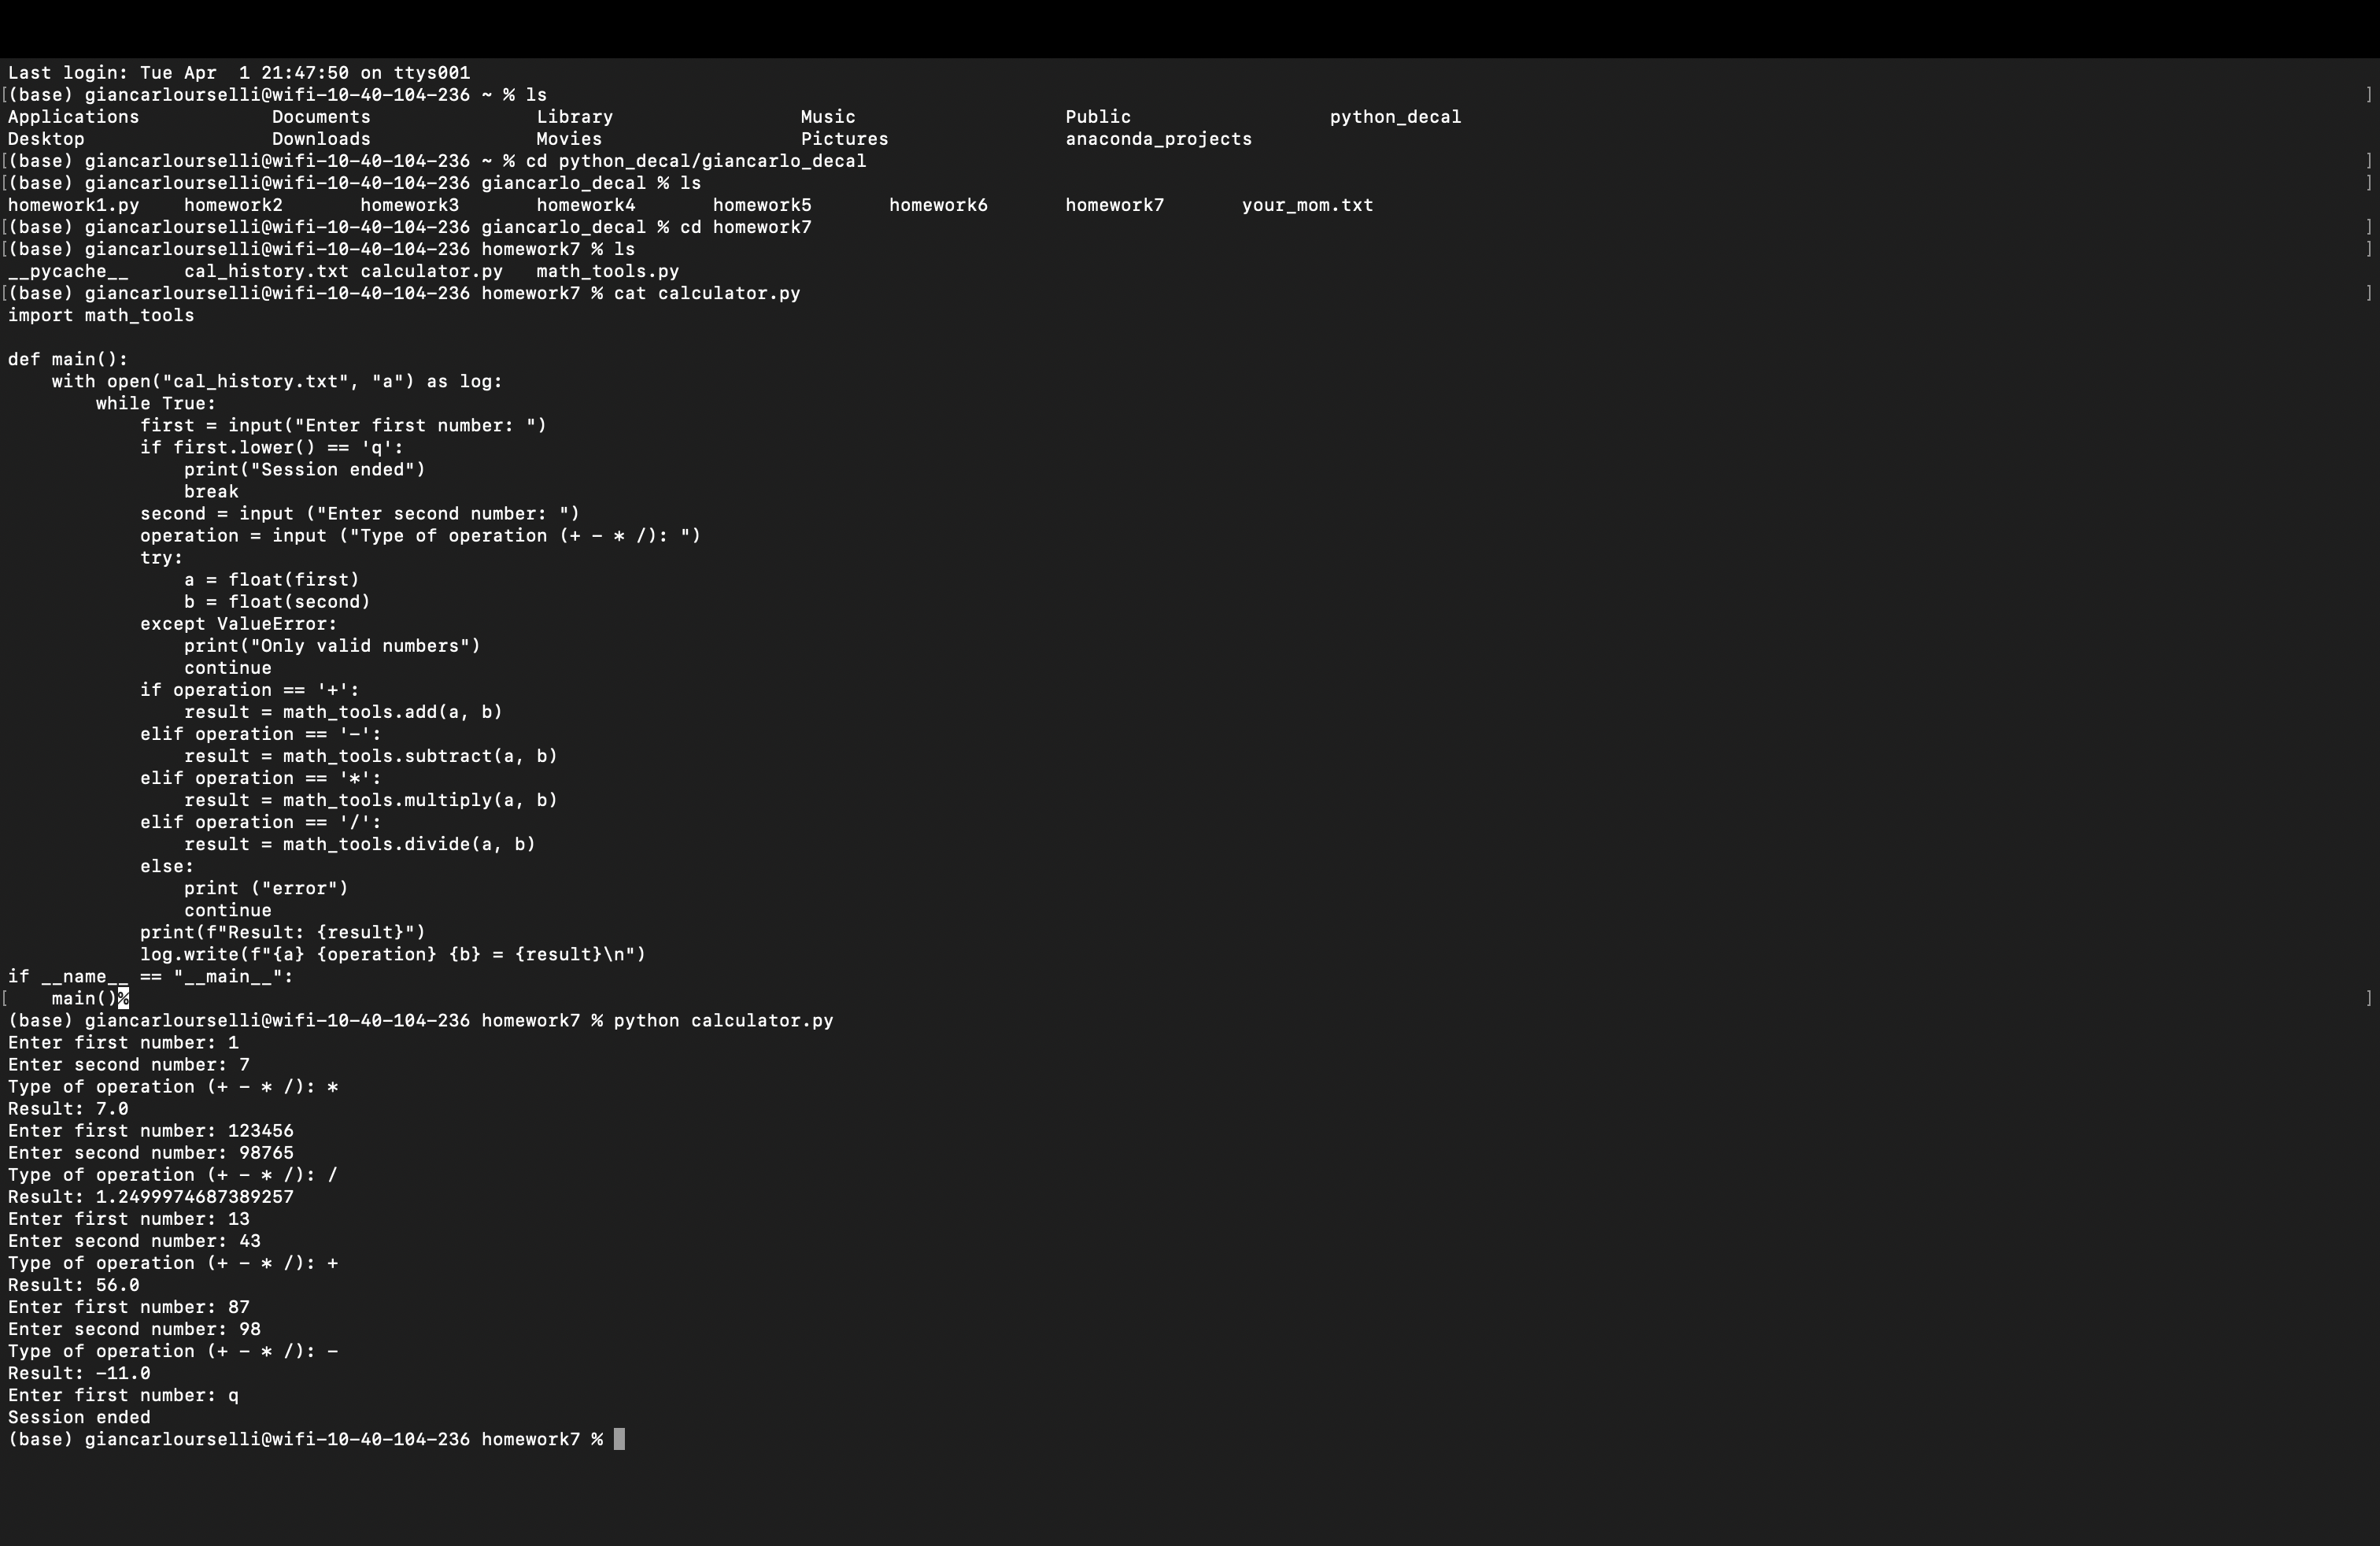 Last login: Tue Apr  1 21:47:50 on ttys001
[(base) giancarlourselli@wifi-10-40-104-236 ~ % ls ]
Applications            Documents               Library                 Music                   Public                  python_decal
Desktop                 Downloads               Movies                  Pictures                anaconda_projects
[(base) giancarlourselli@wifi-10-40-104-236 ~ % cd python_decal/giancarlo_decal ]
[(base) giancarlourselli@wifi-10-40-104-236 giancarlo_decal % ls ]
homework1.py    homework2       homework3       homework4       homework5       homework6       homework7       your_mom.txt
[(base) giancarlourselli@wifi-10-40-104-236 giancarlo_decal % cd homework7 ]
[(base) giancarlourselli@wifi-10-40-104-236 homework7 % ls ]
__pycache__     cal_history.txt calculator.py   math_tools.py
[(base) giancarlourselli@wifi-10-40-104-236 homework7 % cat calculator.py ]
import math_tools

def main():
    with open("cal_history.txt", "a") as log:
        while True:
            first = input("Enter first number: ")
            if first.lower() == 'q':
                print("Session ended")
                break
            second = input ("Enter second number: ")
            operation = input ("Type of operation (+ - * /): ")
            try:
                a = float(first)
                b = float(second)
            except ValueError:
                print("Only valid numbers")
                continue
            if operation == '+':
                result = math_tools.add(a, b)
            elif operation == '-':
                result = math_tools.subtract(a, b)
            elif operation == '*':
                result = math_tools.multiply(a, b)
            elif operation == '/':
                result = math_tools.divide(a, b)
            else:
                print ("error")
                continue
            print(f"Result: {result}")
            log.write(f"{a} {operation} {b} = {result}\n")
if __name__ == "__main__":
[    main()% ]
(base) giancarlourselli@wifi-10-40-104-236 homework7 % python calculator.py
Enter first number: 1
Enter second number: 7
Type of operation (+ - * /): *
Result: 7.0
Enter first number: 123456
Enter second number: 98765
Type of operation (+ - * /): /
Result: 1.2499974687389257
Enter first number: 13
Enter second number: 43
Type of operation (+ - * /): +
Result: 56.0
Enter first number: 87
Enter second number: 98
Type of operation (+ - * /): -
Result: -11.0
Enter first number: q
Session ended
(base) giancarlourselli@wifi-10-40-104-236 homework7 %